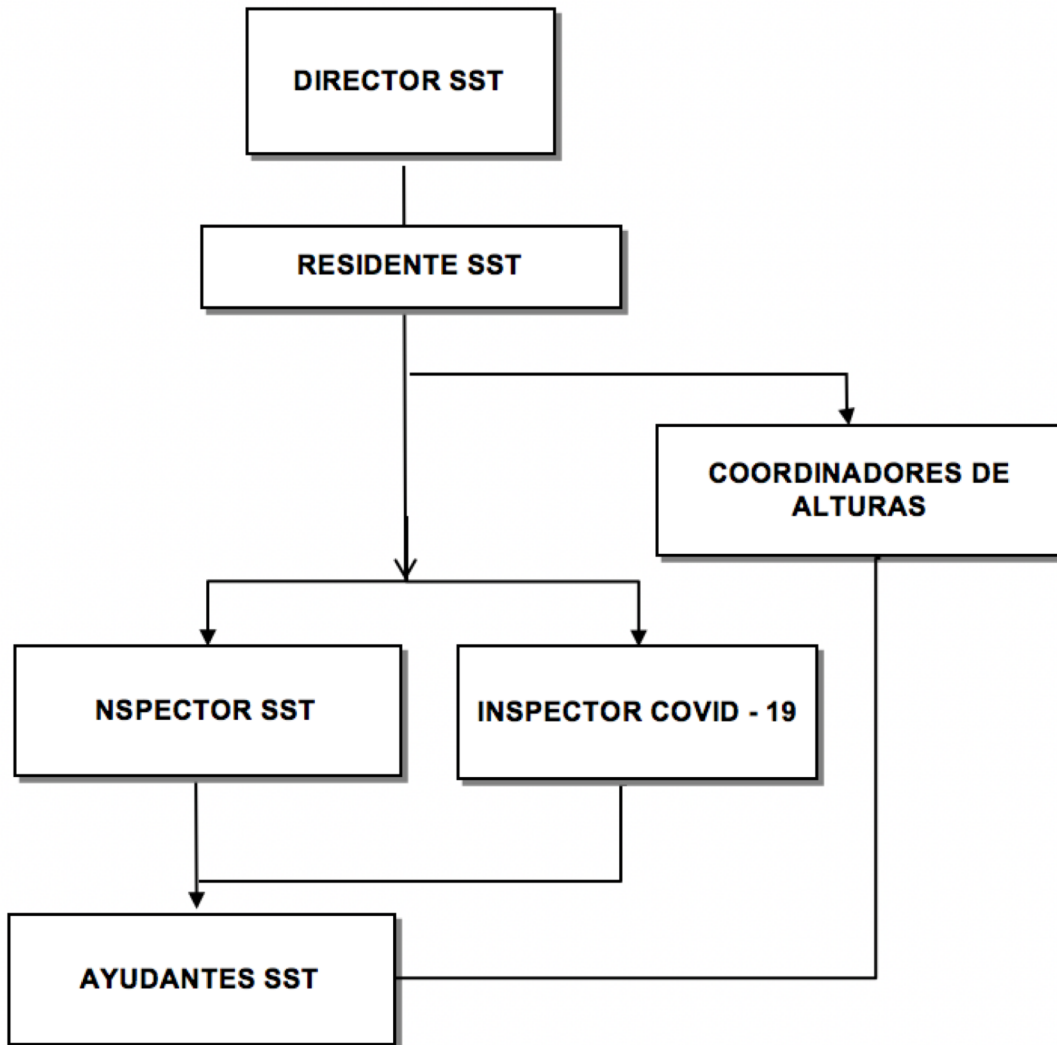 DIRECTOR SST
RESIDENTE SST
COORDINADORES DE
ALTURAS
NSPECTOR SST
INSPECTOR COVID - 19
AYUDANTES SST